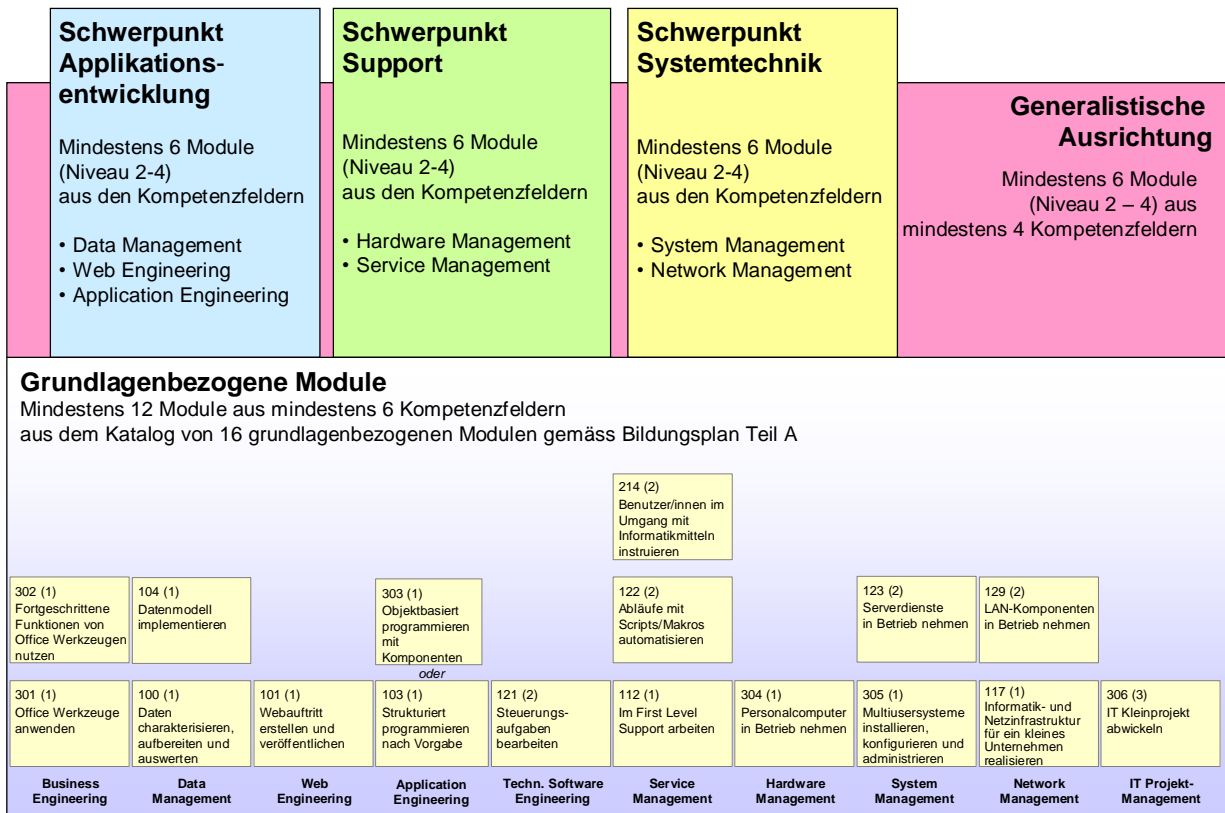 Schwerpunkt
Applikations-
entwicklung
Mindestens 6 Module
(Niveau 2-4)
aus den Kompetenzfeldern
• Data Management
• Web Engineering
• Application Engineering
Schwerpunkt
Support
Mindestens 6 Module
(Niveau 2-4)
aus den Kompetenzfeldern
• Hardware Management
• Service Management
Schwerpunkt
Systemtechnik
Mindestens 6 Module
(Niveau 2-4)
aus den Kompetenzfeldern
• System Management
• Network Management
Generalistische
Ausrichtung
Mindestens 6 Module
(Niveau 2 – 4) aus
mindestens 4 Kompetenzfeldern
Grundlagenbezogene Module
Mindestens 12 Module aus mindestens 6 Kompetenzfeldern
aus dem Katalog von 16 grundlagenbezogenen Modulen gemäss Bildungsplan Teil A
214 (2)
Benutzer/innen im
Umgang mit
Informatikmitteln
instruieren
302 (1)
Fortgeschrittene
Funktionen von
Office Werkzeugen
nutzen
104 (1)
Datenmodell
implementieren
303 (1)
Objektbasiert
programmieren
mit
Komponenten
oder
122 (2)
Abläufe mit
Scripts/Makros
automatisieren
123 (2)
Serverdienste
in Betrieb nehmen
129 (2)
LAN-Komponenten
in Betrieb nehmen
301 (1)
Office Werkzeuge
anwenden
100 (1)
Daten
charakterisieren,
aufbereiten und
auswerten
101 (1)
Webauftritt
erstellen und
veröffentlichen
103 (1)
Strukturiert
programmieren
nach Vorgabe
121 (2)
Steuerungs-
aufgaben
bearbeiten
112 (1)
Im First Level
Support arbeiten
304 (1)
Personalcomputer
in Betrieb nehmen
305 (1)
Multiusersysteme
installieren,
konfigurieren und
administrieren
117 (1)
Informatik- und
Netzinfrastruktur
für ein kleines
Unternehmen
realisieren
306 (3)
IT Kleinprojekt
abwickeln
Business
Engineering
Data
Management
Web
Engineering
Application
Engineering
Techn. Software
Engineering
Service
Management
Hardware
Management
System
Management
Network
Management
IT Projekt-
Management